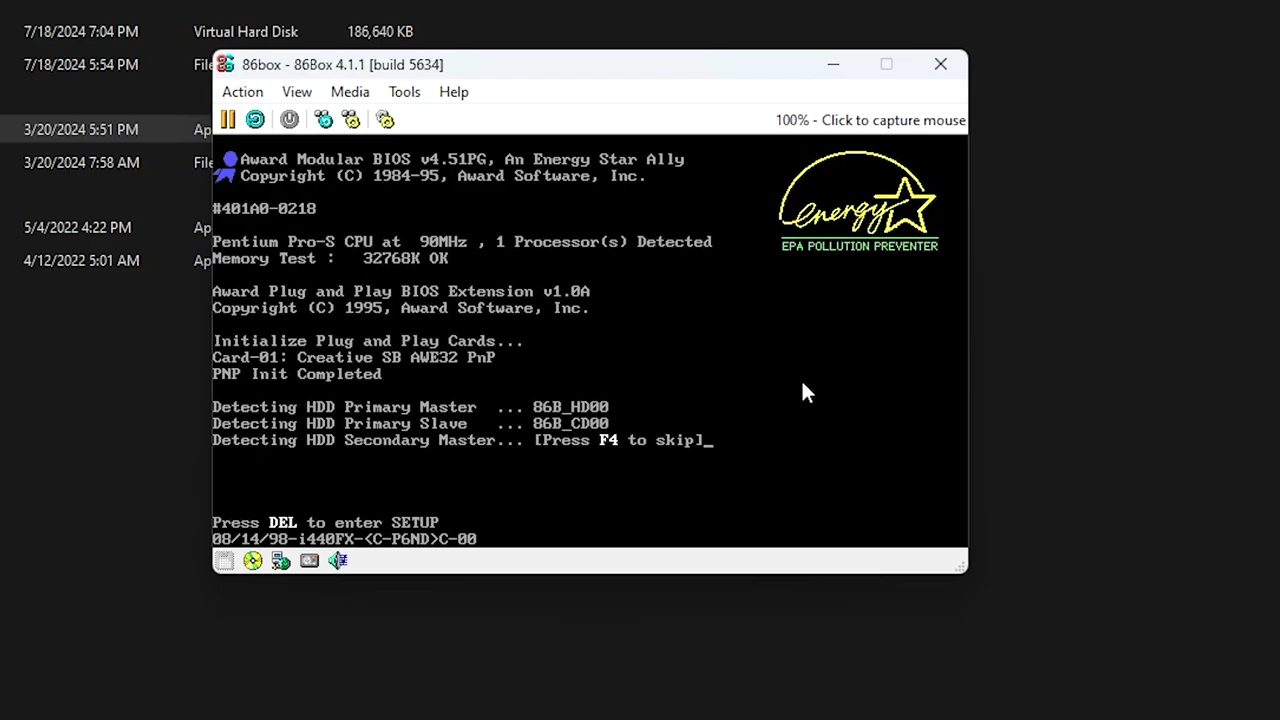 7/18/2024 7:04 PM Virtual Hard Disk 186,640 KB
7/18/2024 5:54 PM
86box - 86Box 4.1.1 [build 5634]
Action View Media Tools Help
100% - Click to capture mouse
3/20/2024 5:51 PM
3/20/2024 7:58 AM
5/4/2022 4:22 PM
4/12/2022 5:01 AM
Award Modular BIOS v4.51PG, An Energy Star Ally
Copyright (C) 1984-95, Award Software, Inc.
energy
EPA POLLUTION PREVENTER
#401A0-0218
Pentium Pro-S CPU at 90MHz , 1 Processor(s) Detected
Memory Test : 32768K OK
Award Plug and Play BIOS Extension v1.0A
Copyright (C) 1995, Award Software, Inc.
Initialize Plug and Play Cards...
Card-01: Creative SB AWE32 PnP
PNP Init Completed
Detecting HDD Primary Master ... 86B_HD00
Detecting HDD Primary Slave ... 86B_CD00
Detecting HDD Secondary Master... [Press F4 to skip]_
Press DEL to enter SETUP
08/14/98-i440FX-<C-P6ND>C-00